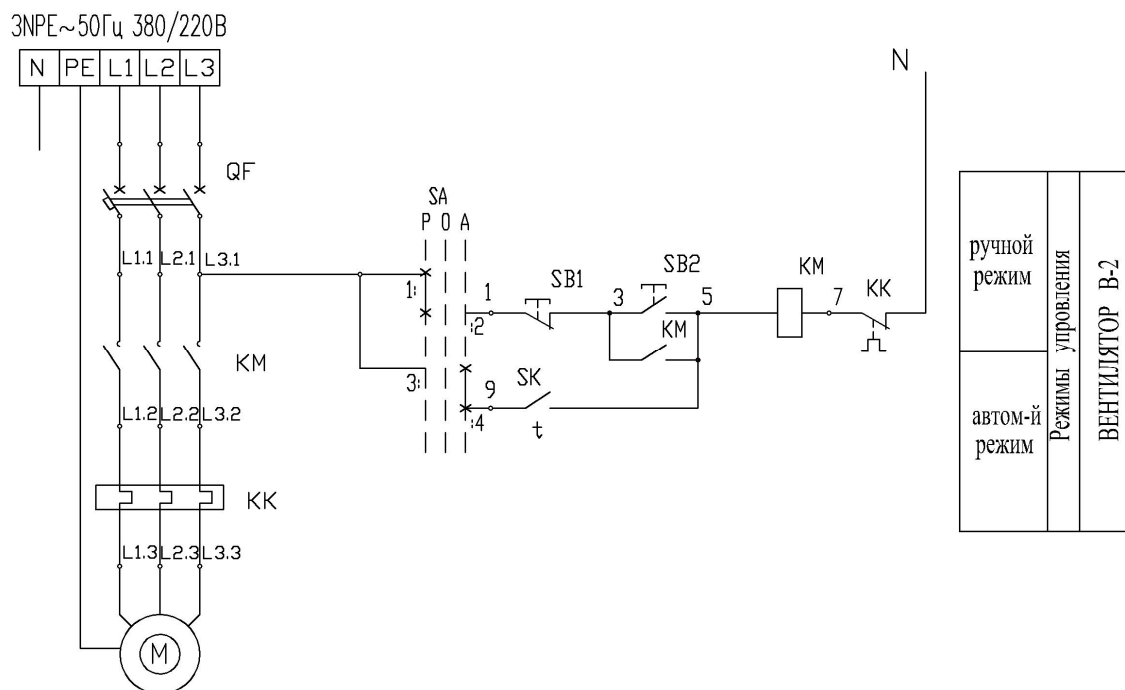 3NPE~50Гц 380/220В
N PE L1 L2 L3
N
QF
SA
P O A
L1.1 L2.1 L3.1
1:
1
:2
SB1
3
SB2
5
KM
7
KK
KM
KM
3:
9
:4
SK
t
L1.2 L2.2 L3.2
KK
L1.3 L2.3 L3.3
M
ручной
режим
автом-й
режим
Режимы упровления
ВЕНТИЛЯТОР В-2